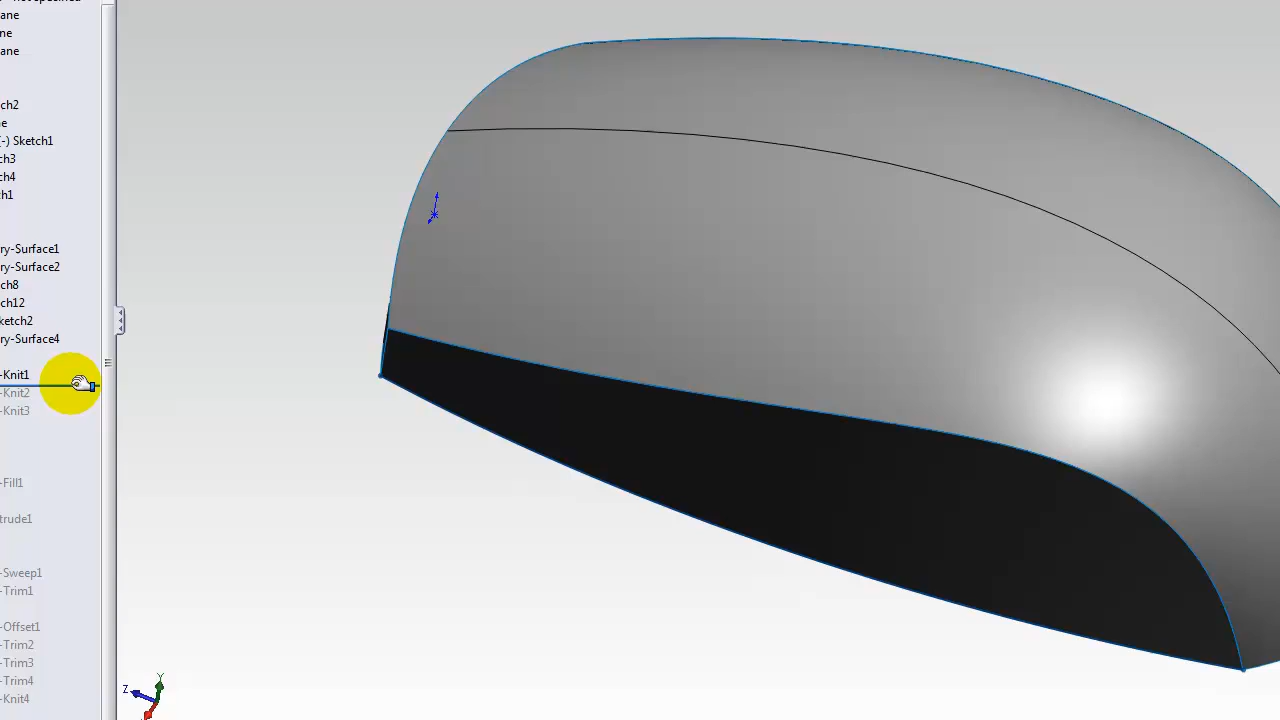 ane
ne
ane
ch2
e
(-) Sketch1
ch3
ch4
ch1
ry-Surface1
ry-Surface2
ch8
ch12
ketch2
ry-Surface4
-Knit1
-Knit2
-Knit3
-Fill1
trude1
-Sweep1
-Trim1
-Offset1
-Trim2
-Trim3
-Trim4
-Knit4
Y
Z